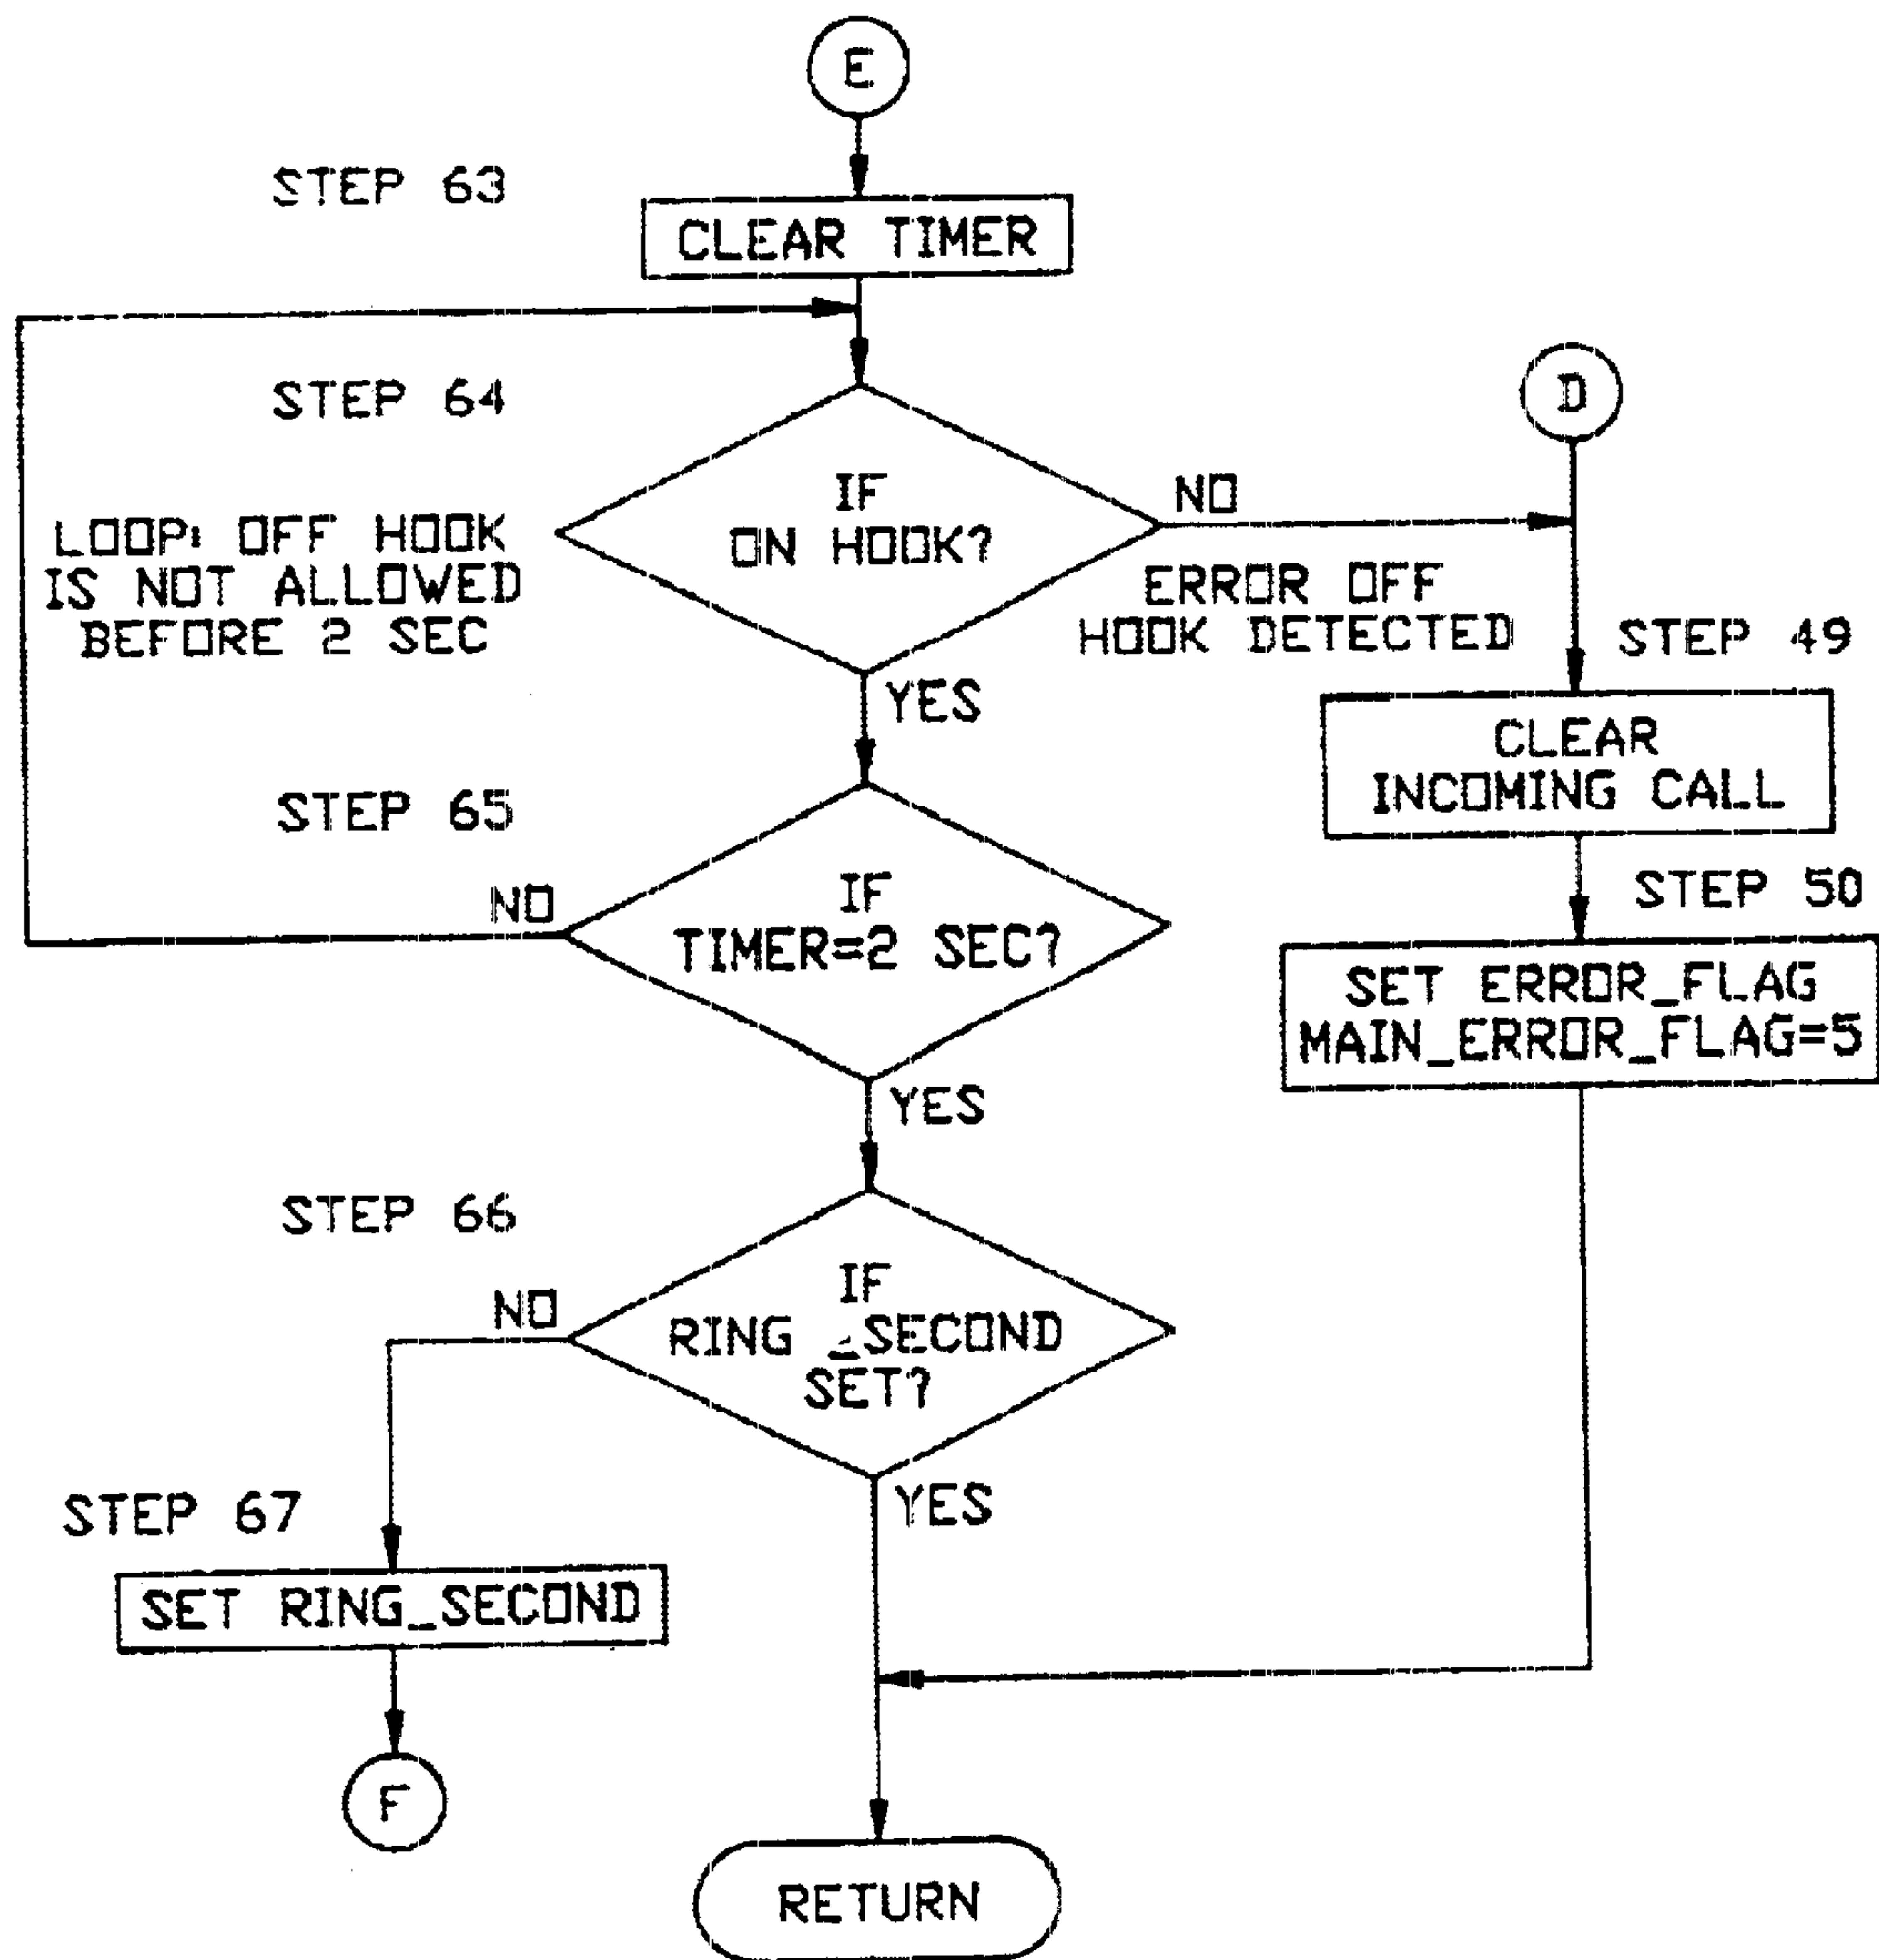 E
STEP 63
CLEAR TIMER
STEP 64
D
IF
ON HOOK?
NO
LOOP: OFF HOOK
IS NOT ALLOWED
BEFORE 2 SEC
ERROR OFF
HOOK DETECTED
STEP 49
YES
CLEAR
INCOMING CALL
STEP 65
IF
TIMER=2 SEC?
NO
STEP 50
SET ERROR_FLAG
MAIN_ERROR_FLAG=5
YES
STEP 66
IF
RING _SECOND
SET?
NO
YES
STEP 67
SET RING_SECOND
F
RETURN